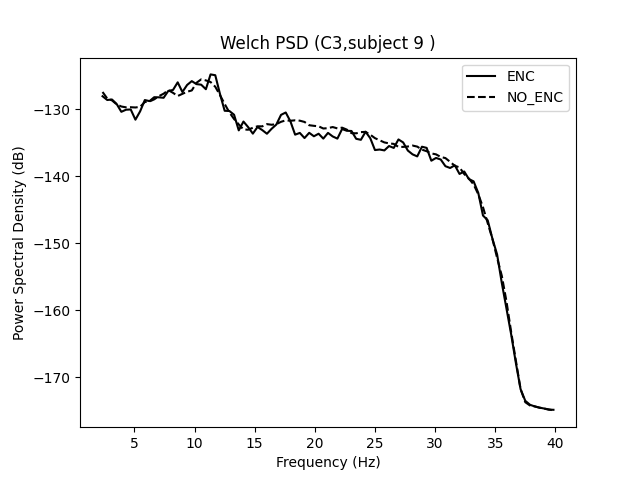 Welch PSD (C3,subject 9 )
ENC
NO_ENC
Power Spectral Density (dB)
−130
−140
−150
−160
−170
5 10 15 20 25 30 35 40
Frequency (Hz)